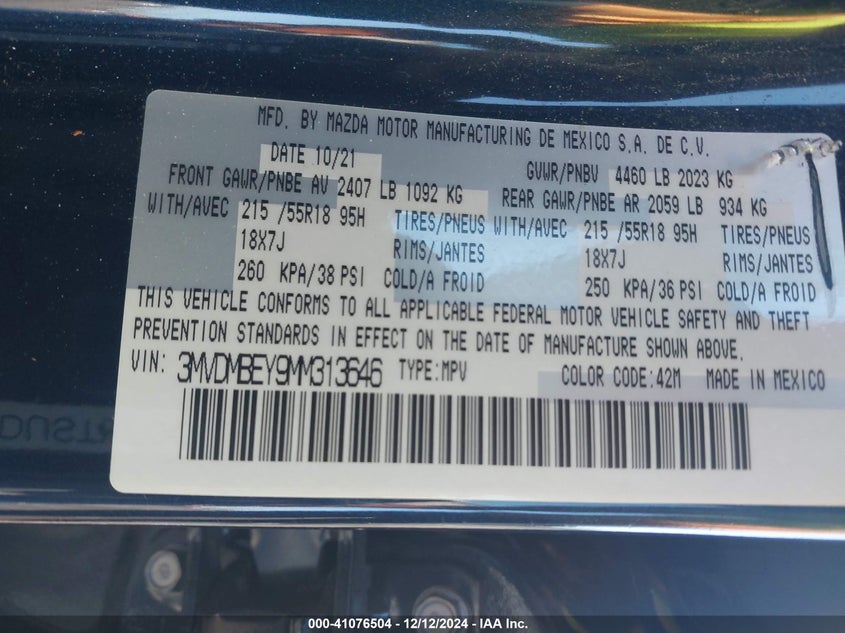 MFD. BY MAZDA MOTOR MANUFACTURING DE MEXICO S.A. DE C.V.
DATE 10/21 GVWR/PNBV 4460 LB 2023 KG
FRONT GAWR/PNBE AV 2407 LB 1092 KG REAR GAWR/PNBE AR 2059 LB 934 KG
WITH/AVEC 215 /55R18 95H TIRES/PNEUS WITH/AVEC 215 /55R18 95H TIRES/PNEUS
18X7J RIMS/JANTES 18X7J RIMS/JANTES
260 KPA/38 PSI COLD/A FROID 250 KPA/36 PSI COLD/A FROID
THIS VEHICLE CONFORMS TO ALL APPLICABLE FEDERAL MOTOR VEHICLE SAFETY AND THEFT
PREVENTION STANDARDS IN EFFECT ON THE DATE OF MANUFACTURE SHOWN ABOVE.
VIN: 3MVDMBEY9MM313646 TYPE:MPV COLOR CODE:42M MADE IN MEXICO
000-41076504 - 12/12/2024 - IAA Inc.